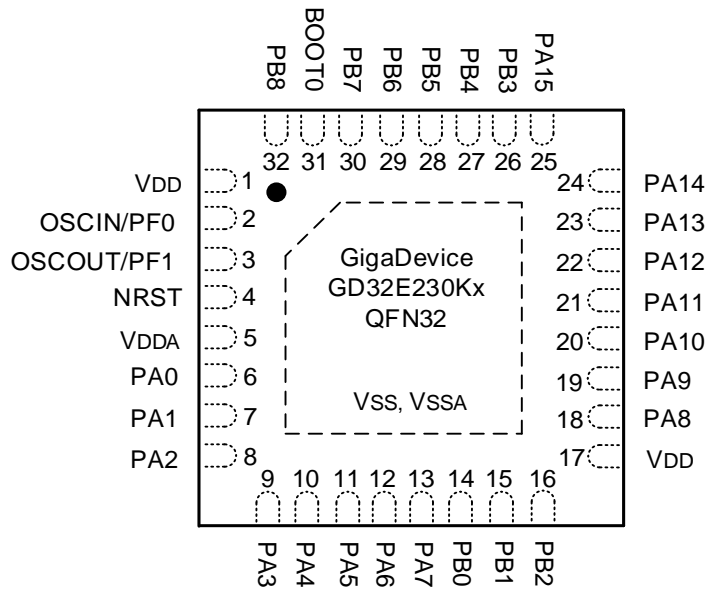 PB8
BOOT0
PB7
PB6
PB5
PB4
PB3
PA15
32
31
30
29
28
27
26
25
VDD 1
OSCIN/PF0 2
OSCOUT/PF1 3
NRST 4
VDDA 5
PA0 6
PA1 7
PA2 8
GigaDevice
GD32E230Kx
QFN32
VSS, VSSA
24 PA14
23 PA13
22 PA12
21 PA11
20 PA10
19 PA9
18 PA8
17 VDD
9
10
11
12
13
14
15
16
PA3
PA4
PA5
PA6
PA7
PB0
PB1
PB2